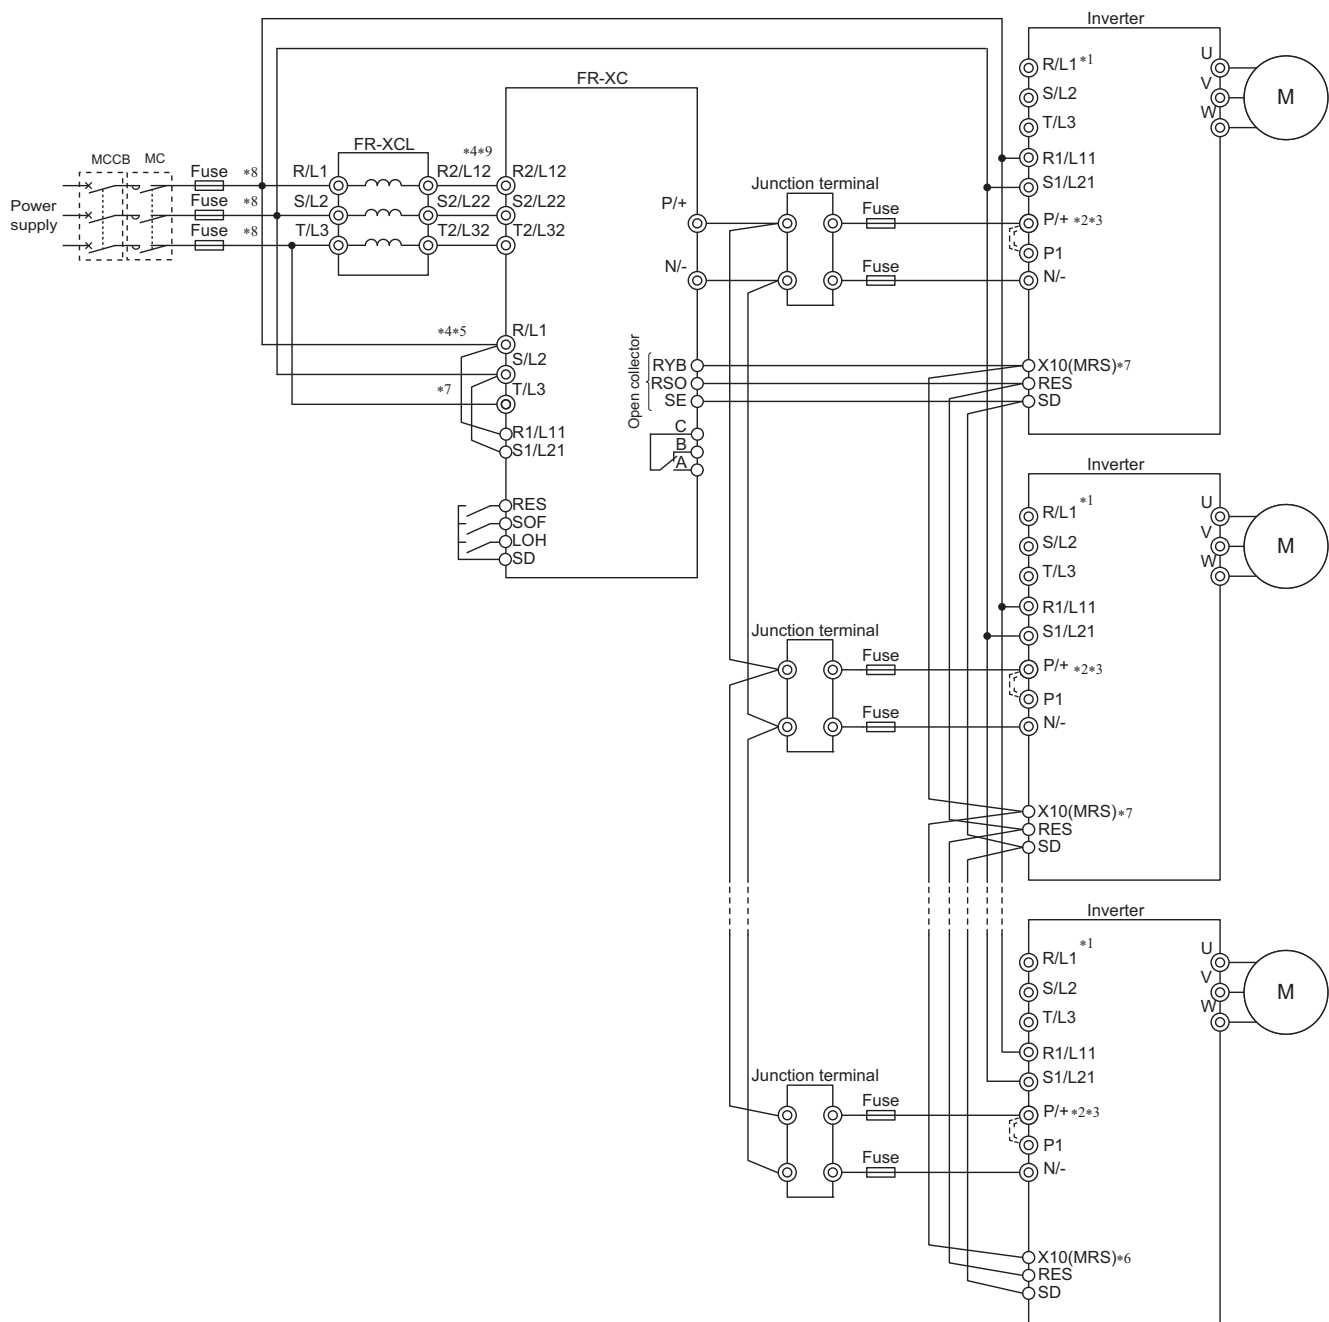 Inverter
R/L1 *1
S/L2
T/L3
R1/L11
S1/L21
P/+ *2*3
P1
N/-
X10(MRS)*7
RES
SD
U
V
W
M
FR-XC
Power supply
MCCB
MC
Fuse *8
Fuse *8
Fuse *8
FR-XCL
R/L1
S/L2
T/L3
R2/L12
S2/L22
T2/L32
*4*9
R2/L12
S2/L22
T2/L32
*4*5
R/L1
S/L2
*7
T/L3
R1/L11
S1/L21
RES
SOF
LOH
SD
P/+
N/-
Open collector
RYB
RSO
SE
C
B
A
Junction terminal
Fuse
Fuse
Inverter
R/L1 *1
S/L2
T/L3
R1/L11
S1/L21
P/+ *2*3
P1
N/-
X10(MRS)*7
RES
SD
U
V
W
M
Junction terminal
Fuse
Fuse
Inverter
R/L1 *1
S/L2
T/L3
R1/L11
S1/L21
P/+ *2*3
P1
N/-
X10(MRS)*6
RES
SD
U
V
W
M
Junction terminal
Fuse
Fuse